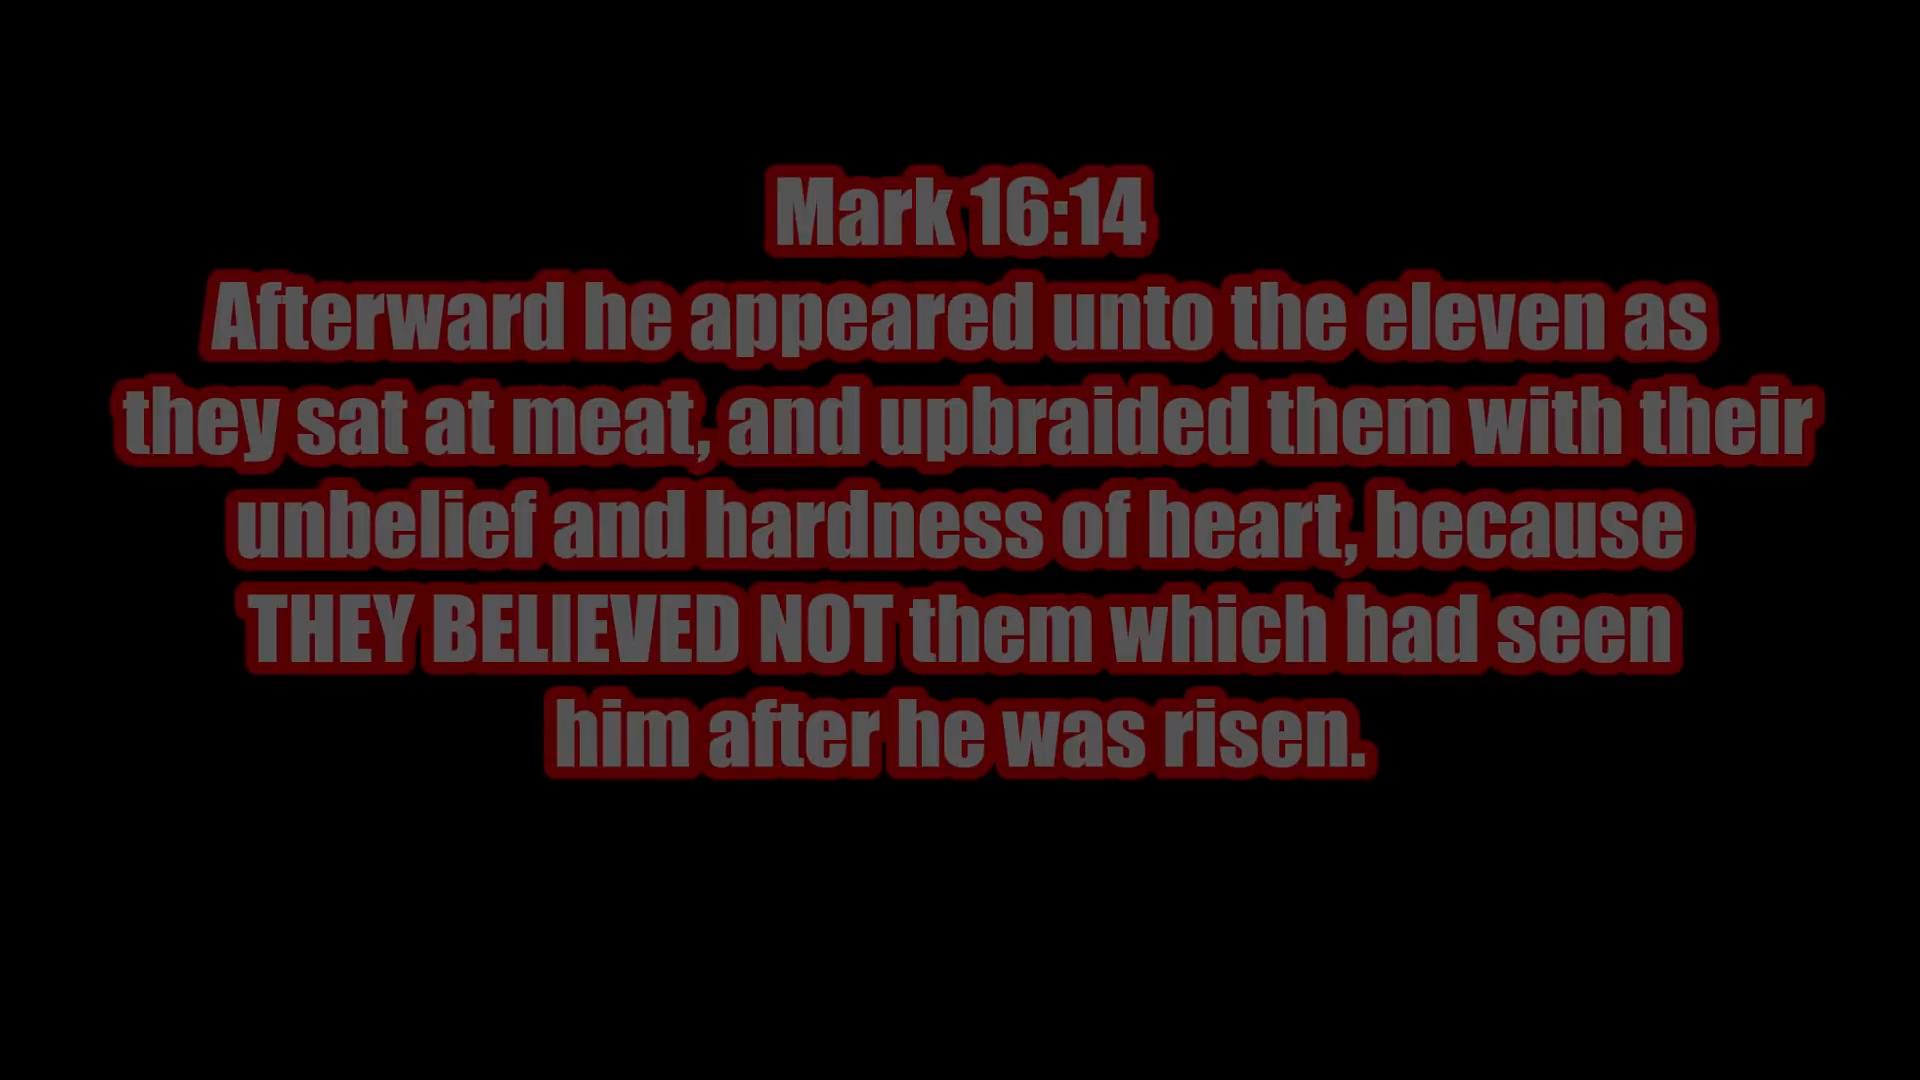 Mark 16:14
Afterward he appeared unto the eleven as
they sat at meat, and upbraided them with their
unbelief and hardness of heart, because
THEY BELIEVED NOT them which had seen
him after he was risen.